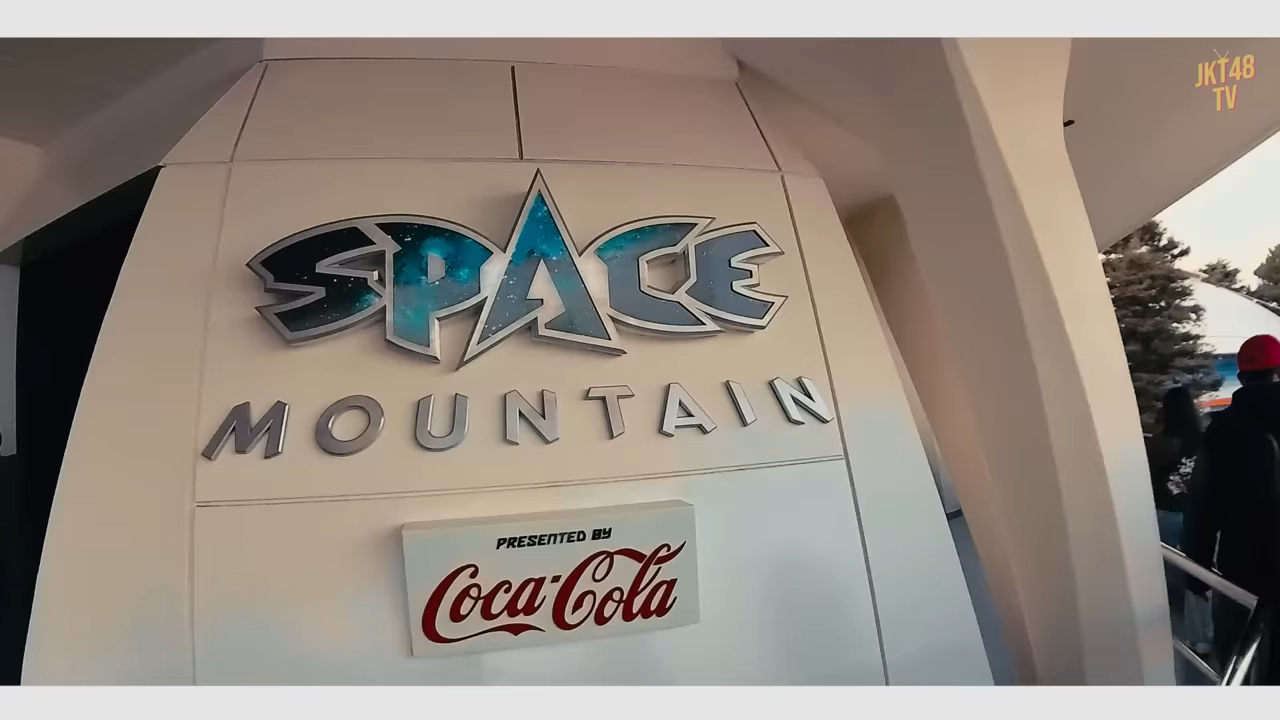 JKT48
TV
SPACE
MOUNTAIN
PRESENTED BY
Coca-Cola